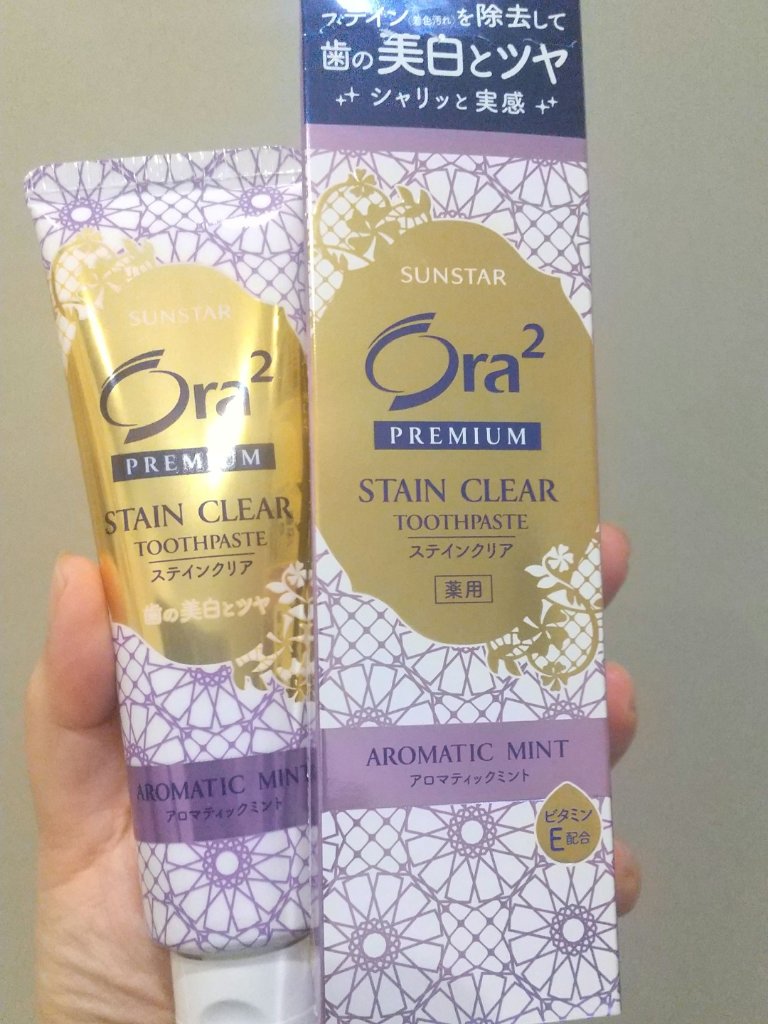 ステイン(着色汚れ)を除去して
歯の美白とツヤ
シャリッと実感
SUNSTAR
Ora²
PREMIUM
STAIN CLEAR
TOOTHPASTE
ステインクリア
薬用
AROMATIC MINT
アロマティックミント
ビタミン
E配合
SUNSTAR
Ora²
PREMIUM
STAIN CLEAR
TOOTHPASTE
ステインクリア
歯の美白とツヤ
AROMATIC MINT
アロマティックミント